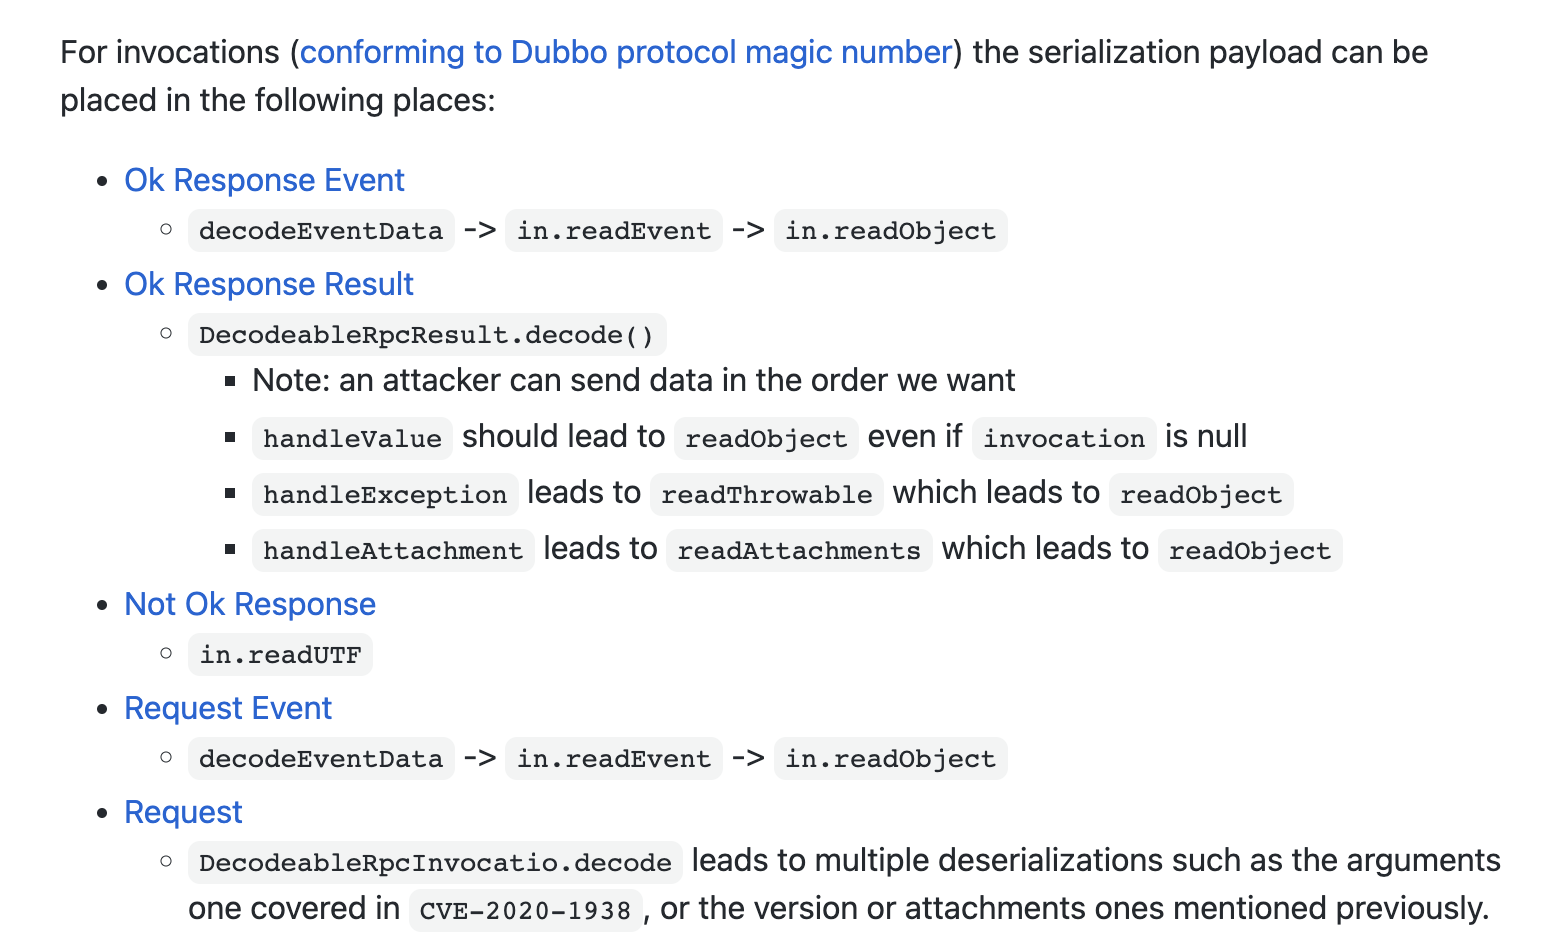 For invocations (conforming to Dubbo protocol magic number) the serialization payload can be
placed in the following places:
• Ok Response Event
◦ decodeEventData -> in.readEvent -> in.readObject
• Ok Response Result
◦ DecodeableRpcResult.decode()
▪ Note: an attacker can send data in the order we want
▪ handleValue should lead to readObject even if invocation is null
▪ handleException leads to readThrowable which leads to readObject
▪ handleAttachment leads to readAttachments which leads to readObject
• Not Ok Response
◦ in.readUTF
• Request Event
◦ decodeEventData -> in.readEvent -> in.readObject
• Request
◦ DecodeableRpcInvocatio.decode leads to multiple deserializations such as the arguments
one covered in CVE-2020-1938, or the version or attachments ones mentioned previously.